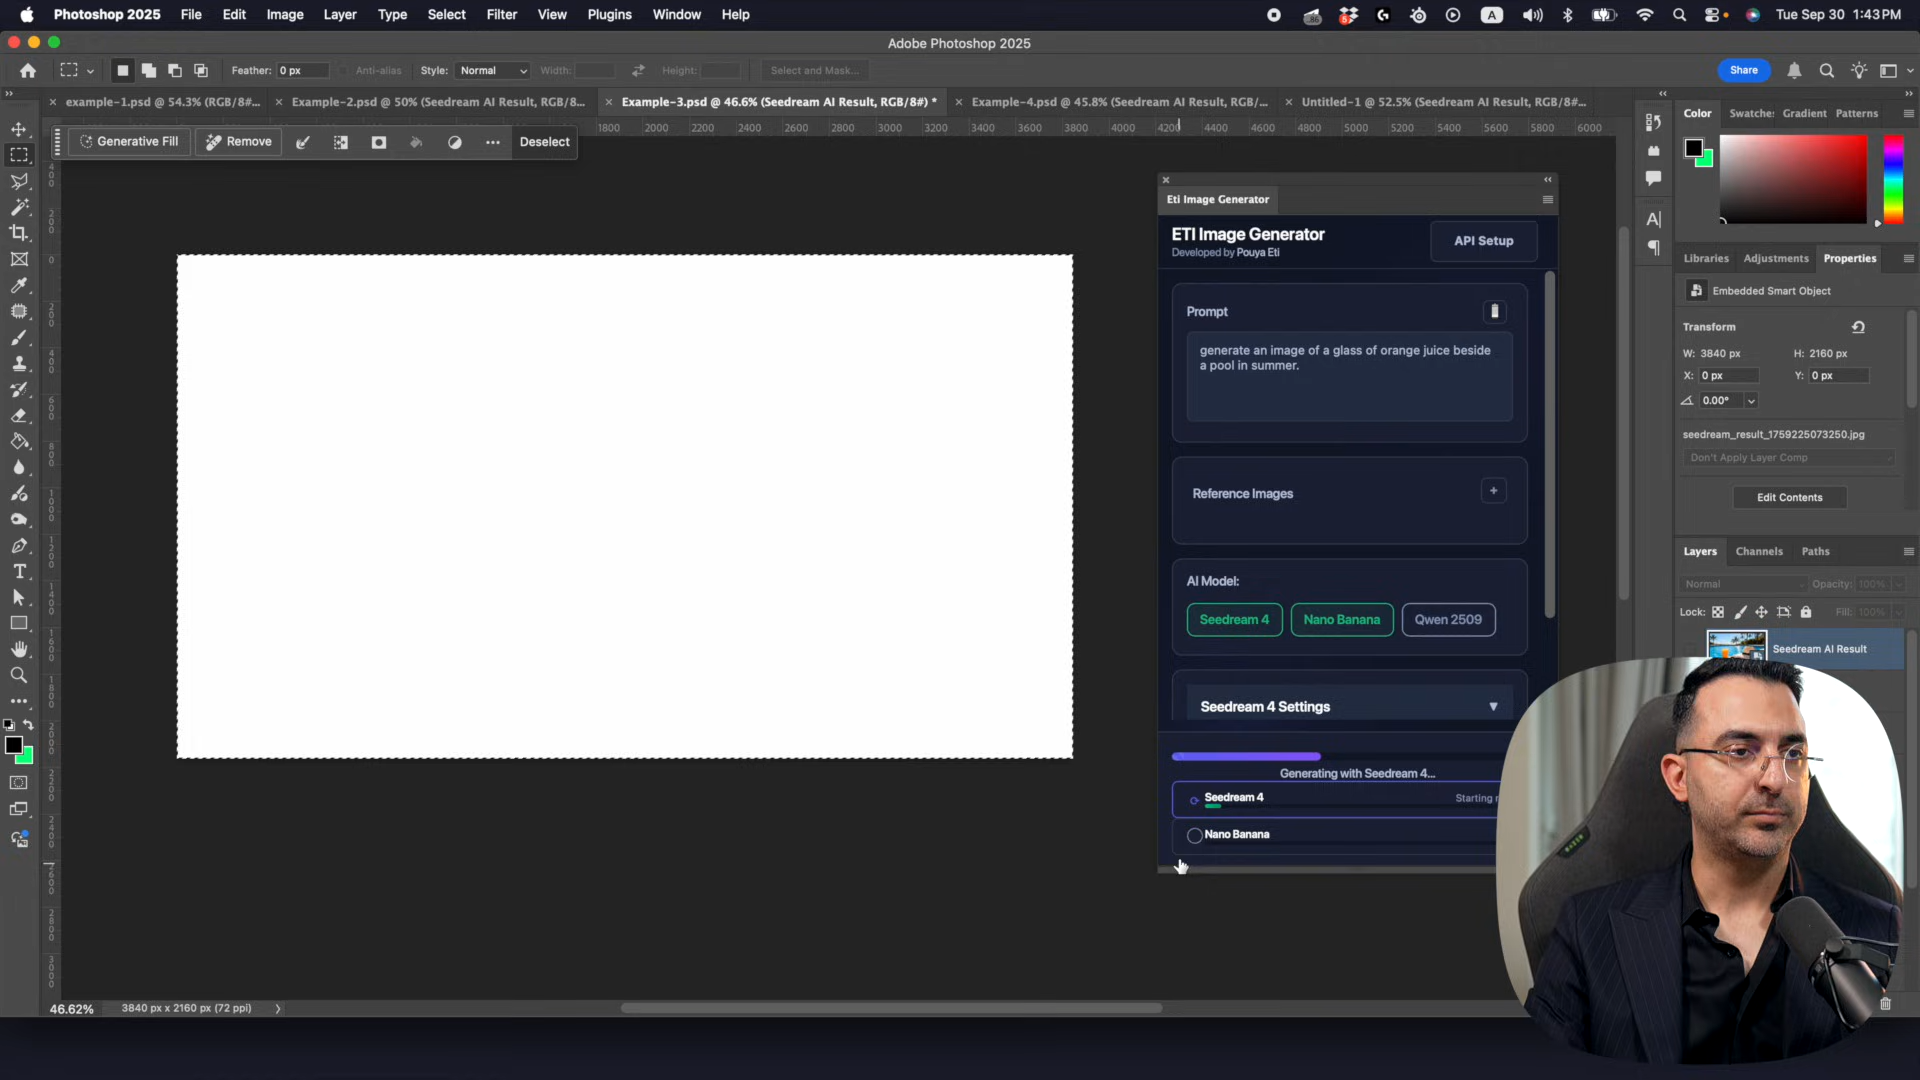 Photoshop 2025 File Edit Image Layer Type Select Filter View Plugins Window Help A Tue Sep 30 1:43 PM
Adobe Photoshop 2025
Feather: 0 px Anti-alias Style: Normal Width: Height: Select and Mask... Share
example-1.psd @ 54.3% (RGB/8#... Example-2.psd @ 50% (Seedream AI Result, RGB/8... Example-3.psd @ 46.6% (Seedream AI Result, RGB/8#) * Example-4.psd @ 45.8% (Seedream AI Result, RGB/... Untitled-1 @ 52.5% (Seedream AI Result, RGB/8#...
1800 2000 2200 2400 2600 2800 3000 3200 3400 3600 3800 4000 4200 4400 4600 4800 5000 5200 5400 5600 5800 6000
Generative Fill Remove Deselect
Color Swatches Gradient Patterns
Eti Image Generator
ETI Image Generator
Developed by Pouya Eti
API Setup
Prompt
generate an image of a glass of orange juice beside
a pool in summer.
Reference Images
+
AI Model:
Seedream 4 Nano Banana Qwen 2509
Seedream 4 Settings
Generating with Seedream 4...
Seedream 4 Starting
Nano Banana
Libraries Adjustments Properties
Embedded Smart Object
Transform
W: 3840 px H: 2160 px
X: 0 px Y: 0 px
0.00°
seedream_result_1759225073250.jpg
Don't Apply Layer Comp
Edit Contents
Layers Channels Paths
Normal Opacity: 100%
Lock: Fill: 100%
Seedream AI Result
46.62% 3840 px x 2160 px (72 ppi)